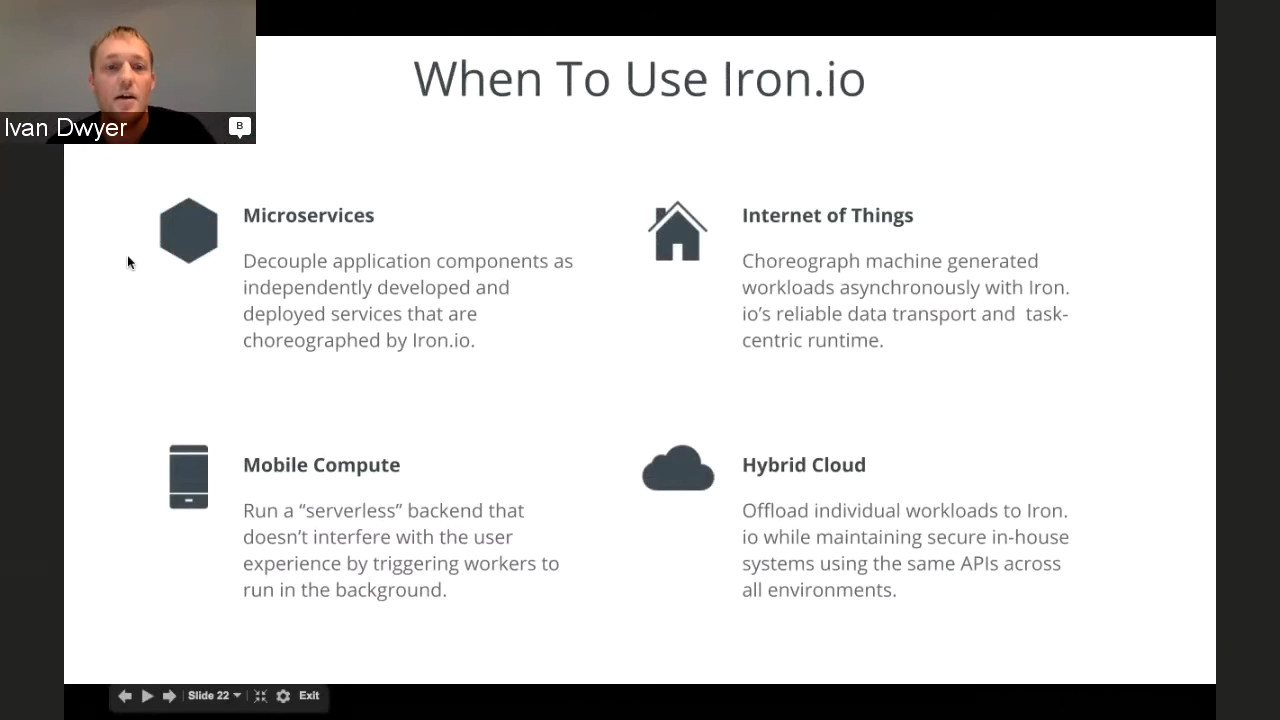 Ivan Dwyer
B
When To Use Iron.io
Microservices
Decouple application components as
independently developed and
deployed services that are
choreographed by Iron.io.
Internet of Things
Choreograph machine generated
workloads asynchronously with Iron.
io’s reliable data transport and  task-
centric runtime.
Mobile Compute
Run a “serverless” backend that
doesn’t interfere with the user
experience by triggering workers to
run in the background.
Hybrid Cloud
Offload individual workloads to Iron.
io while maintaining secure in-house
systems using the same APIs across
all environments.
Slide 22
Exit